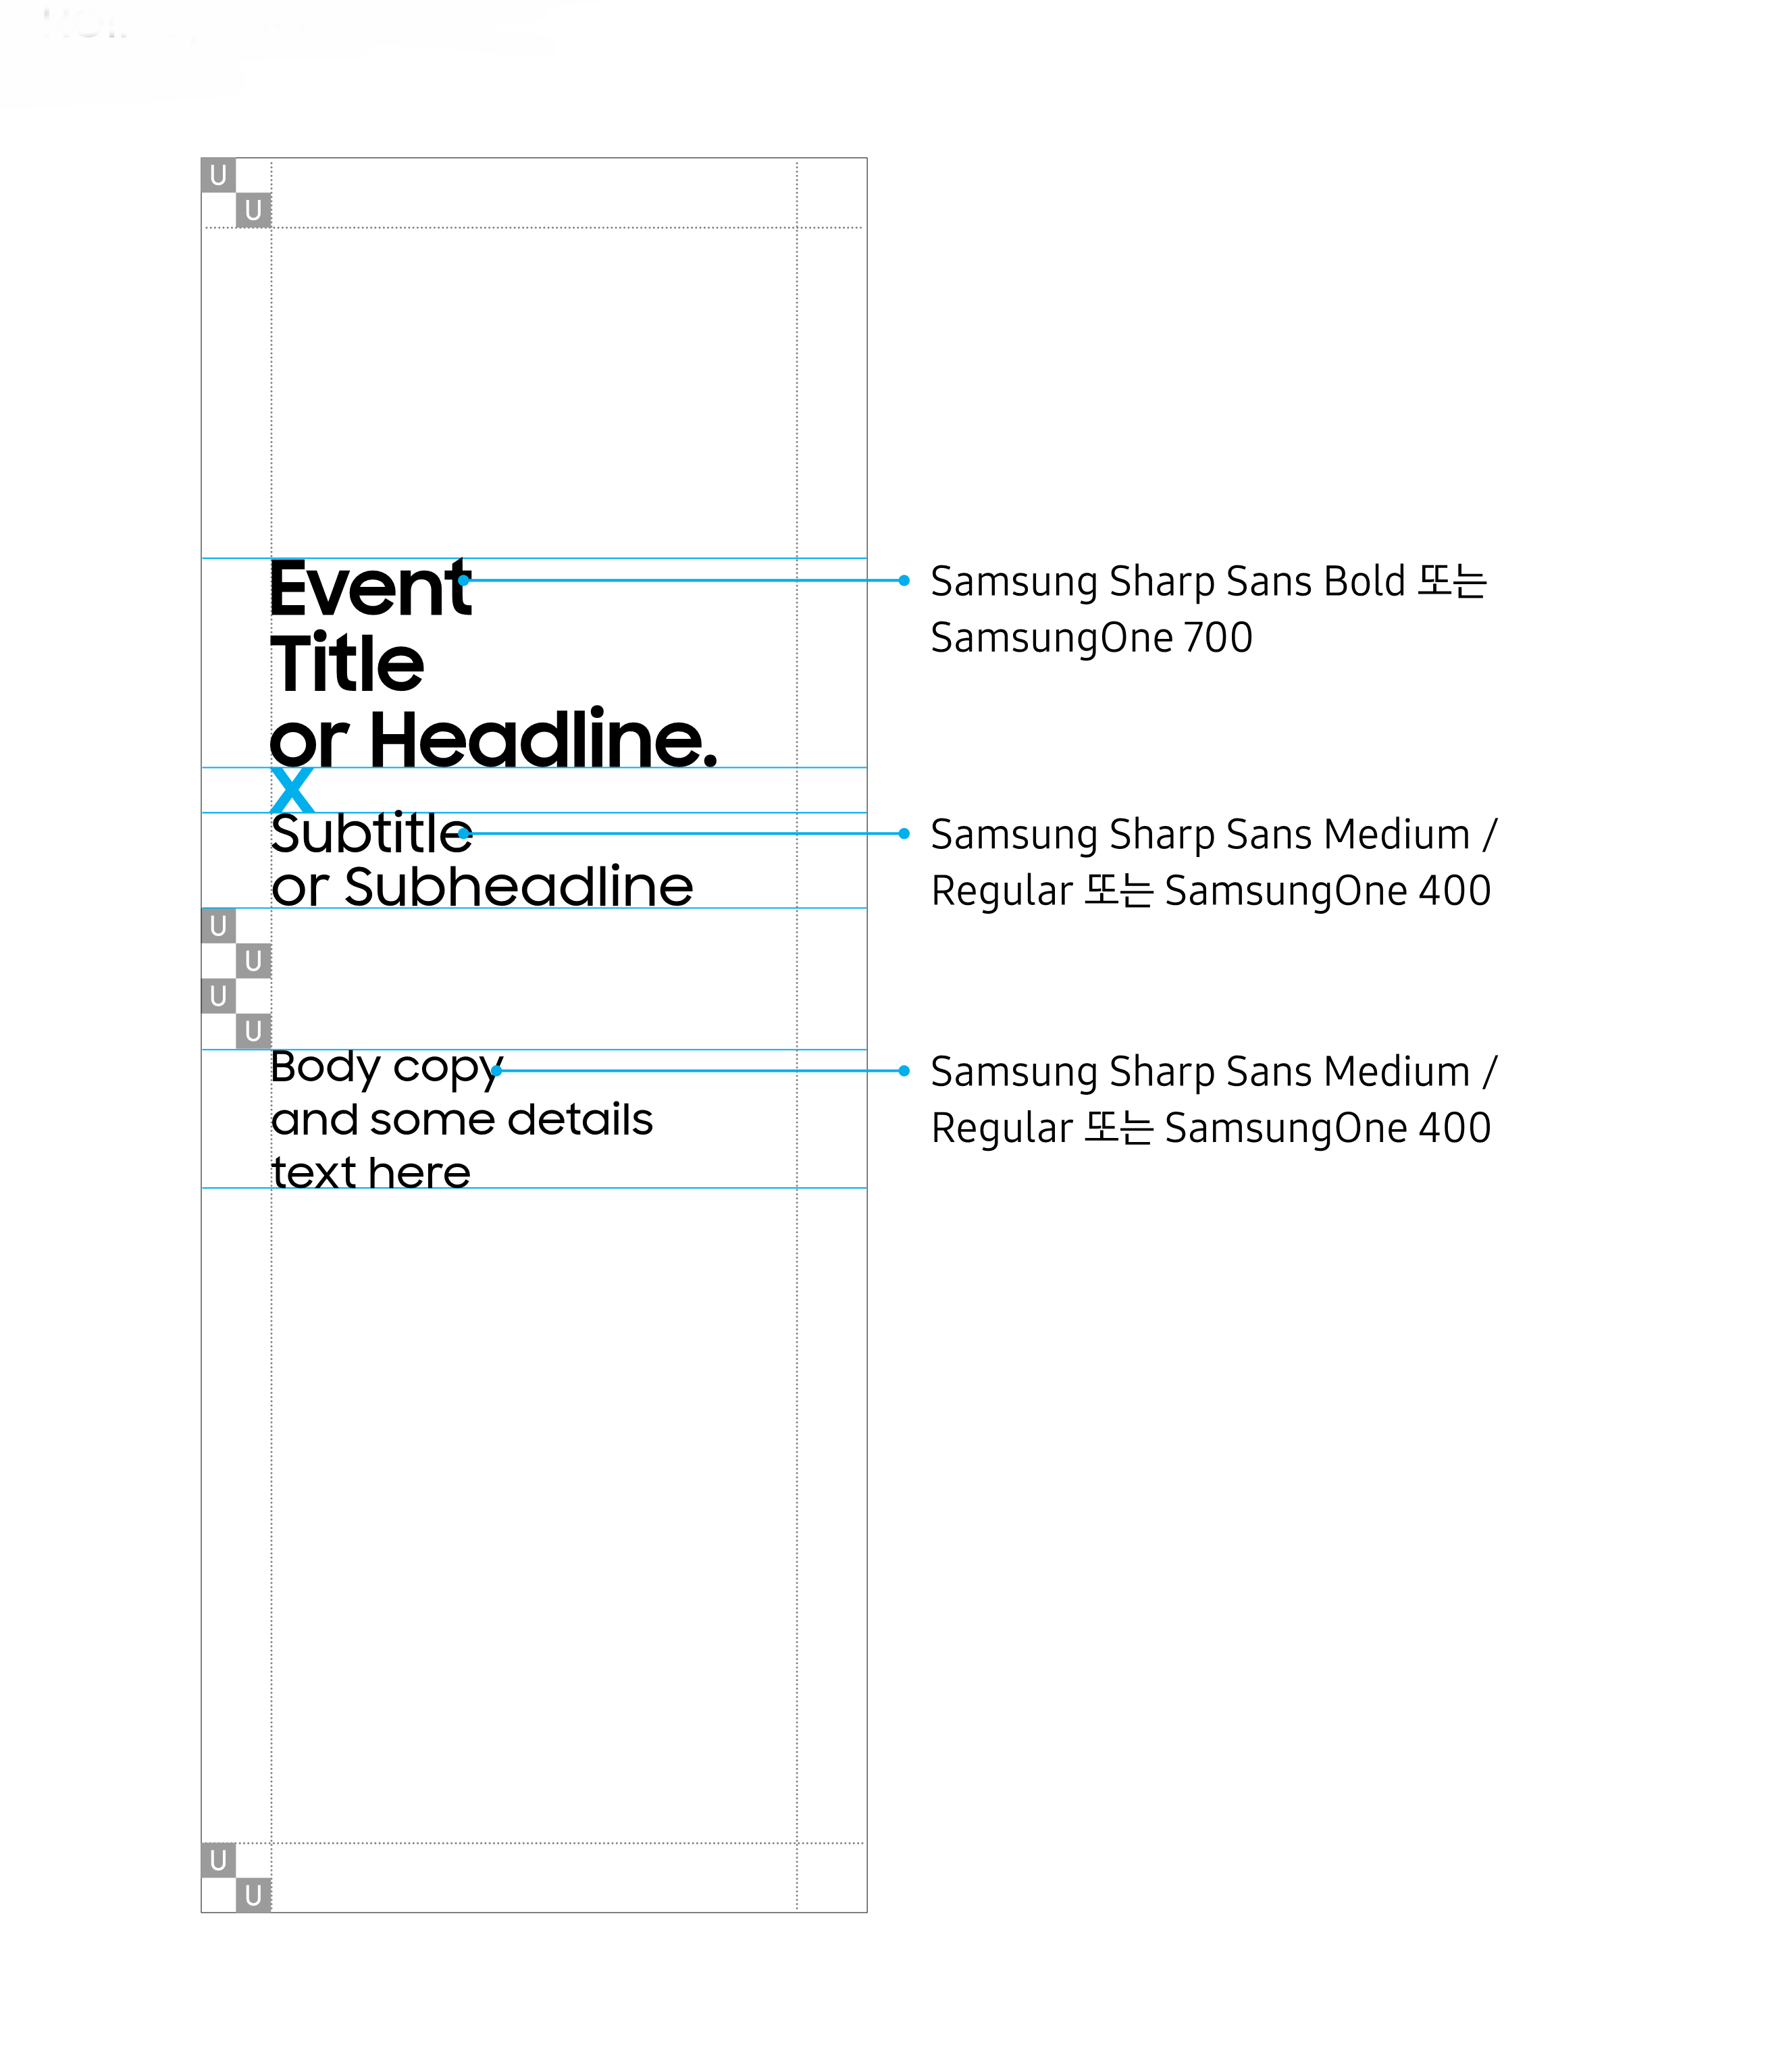 U
U
Event
Title
or Headline.
Samsung Sharp Sans Bold 또는
SamsungOne 700
x
Subtitle
or Subheadline
Samsung Sharp Sans Medium /
Regular 또는 SamsungOne 400
U
U
U
U
Body copy
and some details
text here
Samsung Sharp Sans Medium /
Regular 또는 SamsungOne 400
U
U